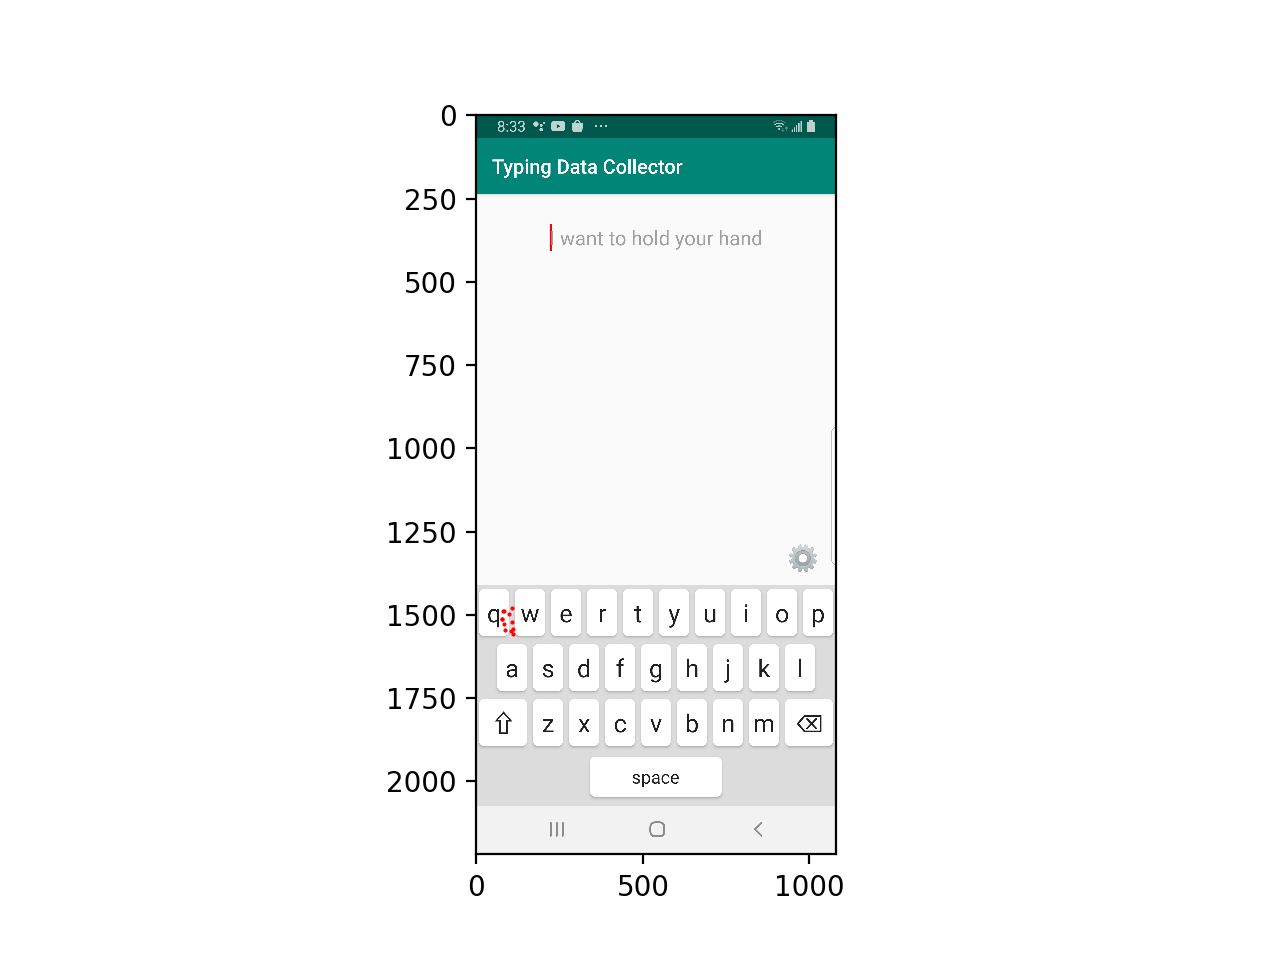 0
8:33
Typing Data Collector
250
want to hold your hand
500
750
1000
1250
1500
q w e r t y u i o p
a s d f g h j k l
1750
z x c v b n m
2000
space
0 500 1000